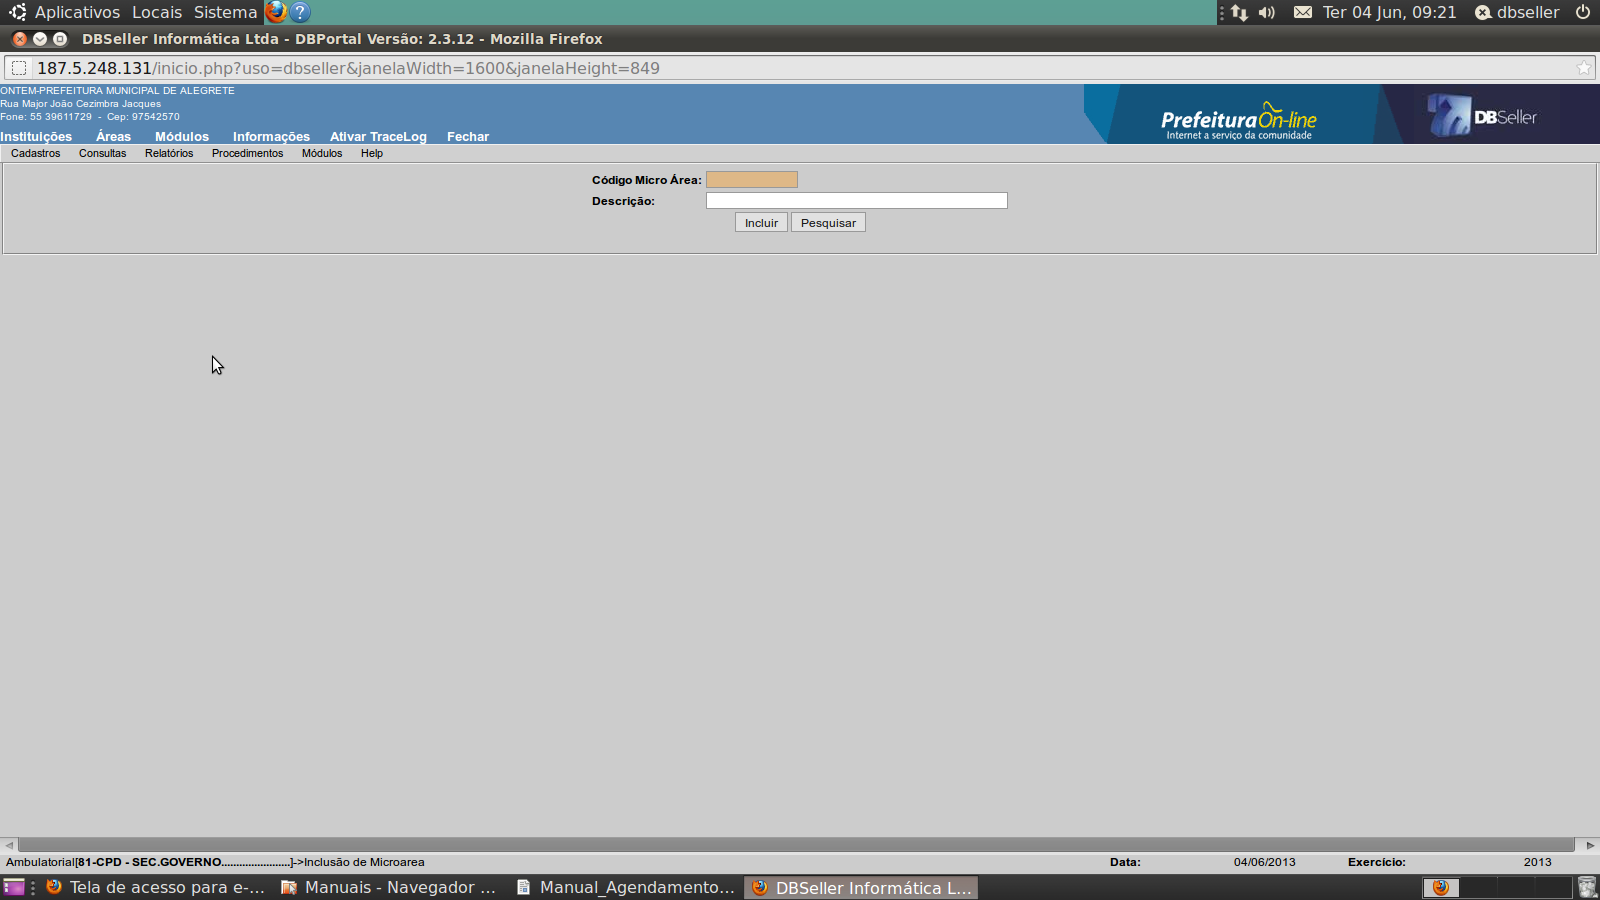 Aplicativos Locais Sistema ? Ter 04 Jun, 09:21 dbseller
DBSeller Informática Ltda - DBPortal Versão: 2.3.12 - Mozilla Firefox
187.5.248.131/inicio.php?uso=dbseller&janelaWidth=1600&janelaHeight=849
ONTEM-PREFEITURA MUNICIPAL DE ALEGRETE
Rua Major João Cezimbra Jacques
Fone: 55 39611729 - Cep: 97542570
PrefeituraOn-line
Internet a serviço da comunidade
DBSeller
Instituições Áreas Módulos Informações Ativar TraceLog Fechar
Cadastros Consultas Relatórios Procedimentos Módulos Help
Código Micro Área:
Descrição:
Incluir Pesquisar
Ambulatorial[81-CPD - SEC.GOVERNO.......................]->Inclusão de Microarea Data: 04/06/2013 Exercício: 2013
Tela de acesso para e-... Manuais - Navegador ... Manual_Agendamento... DBSeller Informática L...